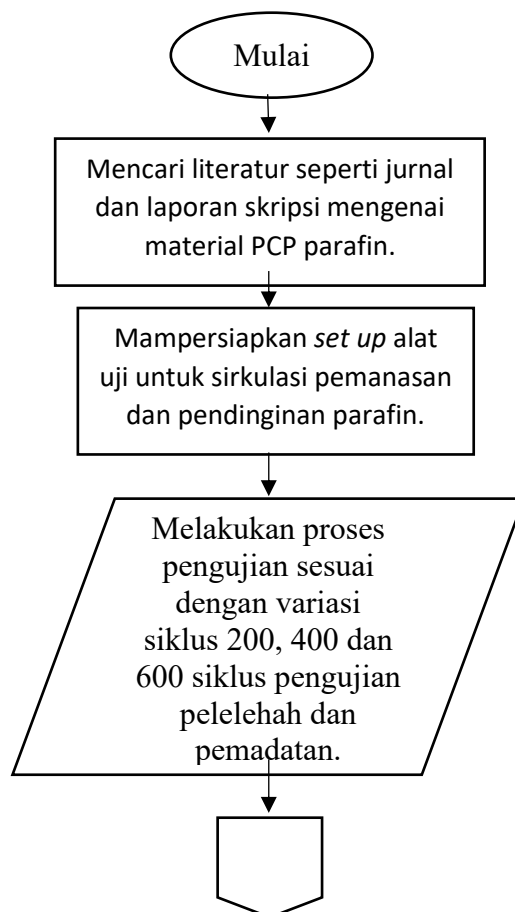 Mulai
Mencari literatur seperti jurnal
dan laporan skripsi mengenai
material PCP parafin.
Mampersiapkan set up alat
uji untuk sirkulasi pemanasan
dan pendinginan parafin.
Melakukan proses
pengujian sesuai
dengan variasi
siklus 200, 400 dan
600 siklus pengujian
pelelehah dan
pemadatan.